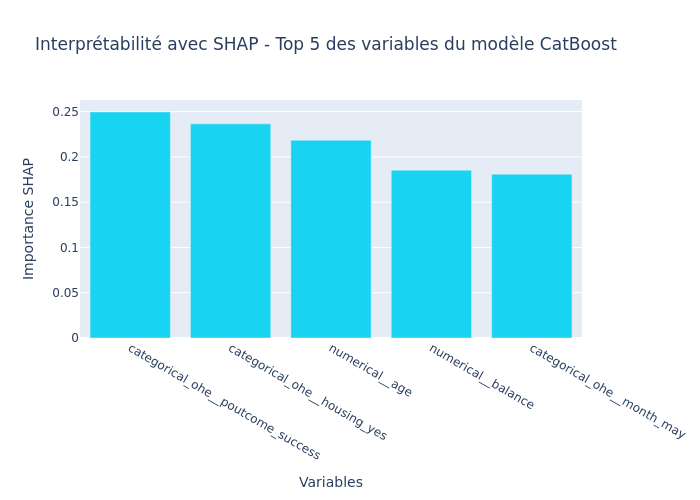 Interprétabilité avec SHAP - Top 5 des variables du modèle CatBoost
Importance SHAP
0.25
0.2
0.15
0.1
0.05
0
categorical_ohe__poutcome_success
categorical_ohe__housing_yes
numerical__age
numerical__balance
categorical_ohe__month_may
Variables